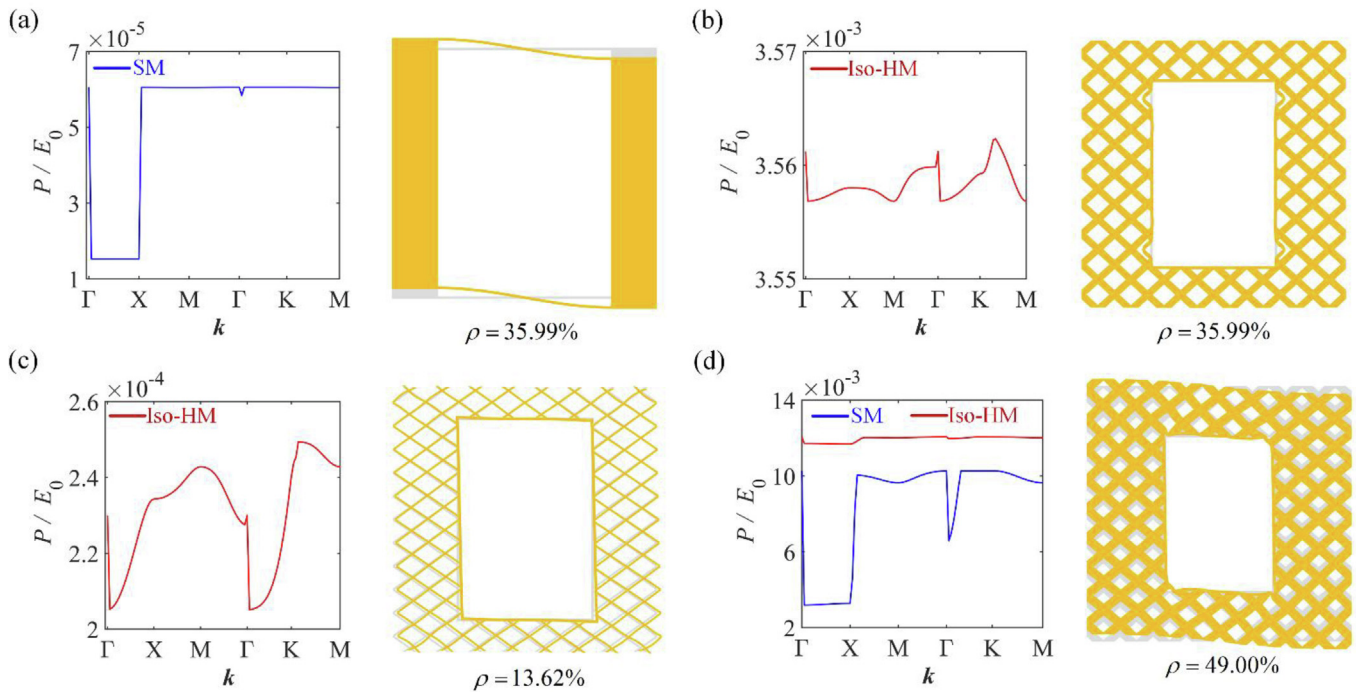 (a)
×10⁻⁵
7
5
3
1
SM
P / E₀
Γ X M Γ K M
k
ρ = 35.99%
(b)
×10⁻³
3.57
3.56
3.55
Iso-HM
P / E₀
Γ X M Γ K M
k
ρ = 35.99%
(c)
×10⁻⁴
2.6
2.4
2.2
2
Iso-HM
P / E₀
Γ X M Γ K M
k
ρ = 13.62%
(d)
×10⁻³
14
10
6
2
SM Iso-HM
P / E₀
Γ X M Γ K M
k
ρ = 49.00%